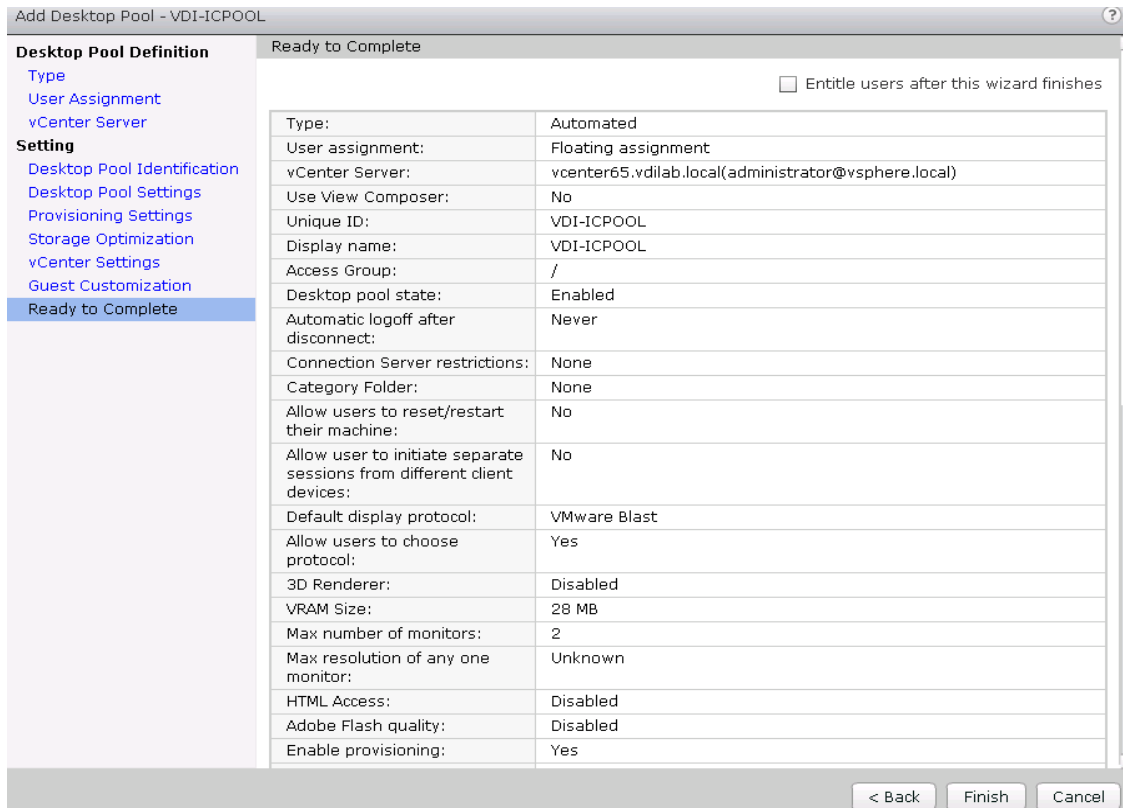 Add Desktop Pool - VDI-ICPOOL
?
Desktop Pool Definition
Type
User Assignment
vCenter Server
Setting
Desktop Pool Identification
Desktop Pool Settings
Provisioning Settings
Storage Optimization
vCenter Settings
Guest Customization
Ready to Complete
Ready to Complete
Entitle users after this wizard finishes
Type: Automated
User assignment: Floating assignment
vCenter Server: vcenter65.vdilab.local(administrator@vsphere.local)
Use View Composer: No
Unique ID: VDI-ICPOOL
Display name: VDI-ICPOOL
Access Group: /
Desktop pool state: Enabled
Automatic logoff after Never
disconnect:
Connection Server restrictions: None
Category Folder: None
Allow users to reset/restart No
their machine:
Allow user to initiate separate No
sessions from different client
devices:
Default display protocol: VMware Blast
Allow users to choose Yes
protocol:
3D Renderer: Disabled
VRAM Size: 28 MB
Max number of monitors: 2
Max resolution of any one Unknown
monitor:
HTML Access: Disabled
Adobe Flash quality: Disabled
Enable provisioning: Yes
< Back Finish Cancel